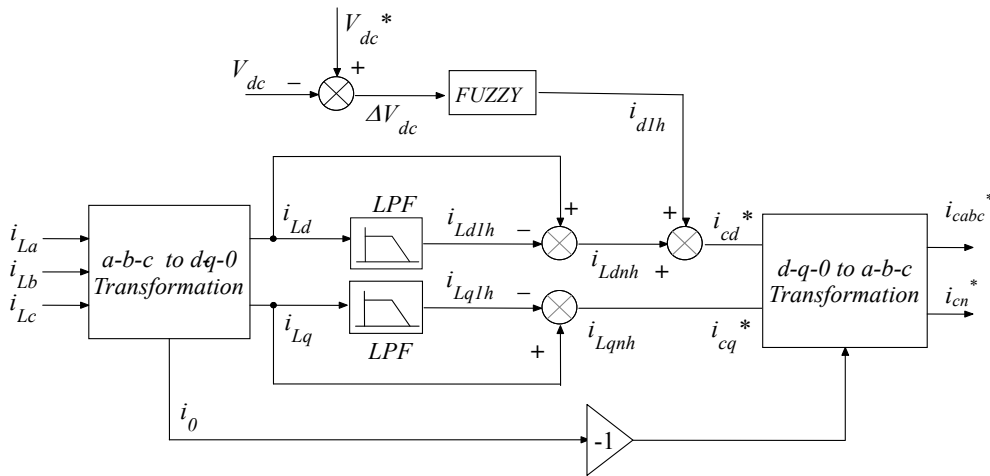 V_dc*
V_dc
−
+
ΔV_dc
FUZZY
i_d1h
i_La
i_Lb
i_Lc
a-b-c to d-q-0
Transformation
i_Ld
LPF
i_Ld1h
−
+
i_Ldnh
+
+
i_cd*
i_Lq
LPF
i_Lq1h
−
+
i_Lqnh
i_cq*
d-q-0 to a-b-c
Transformation
i_cabc*
i_cn*
i_0
-1